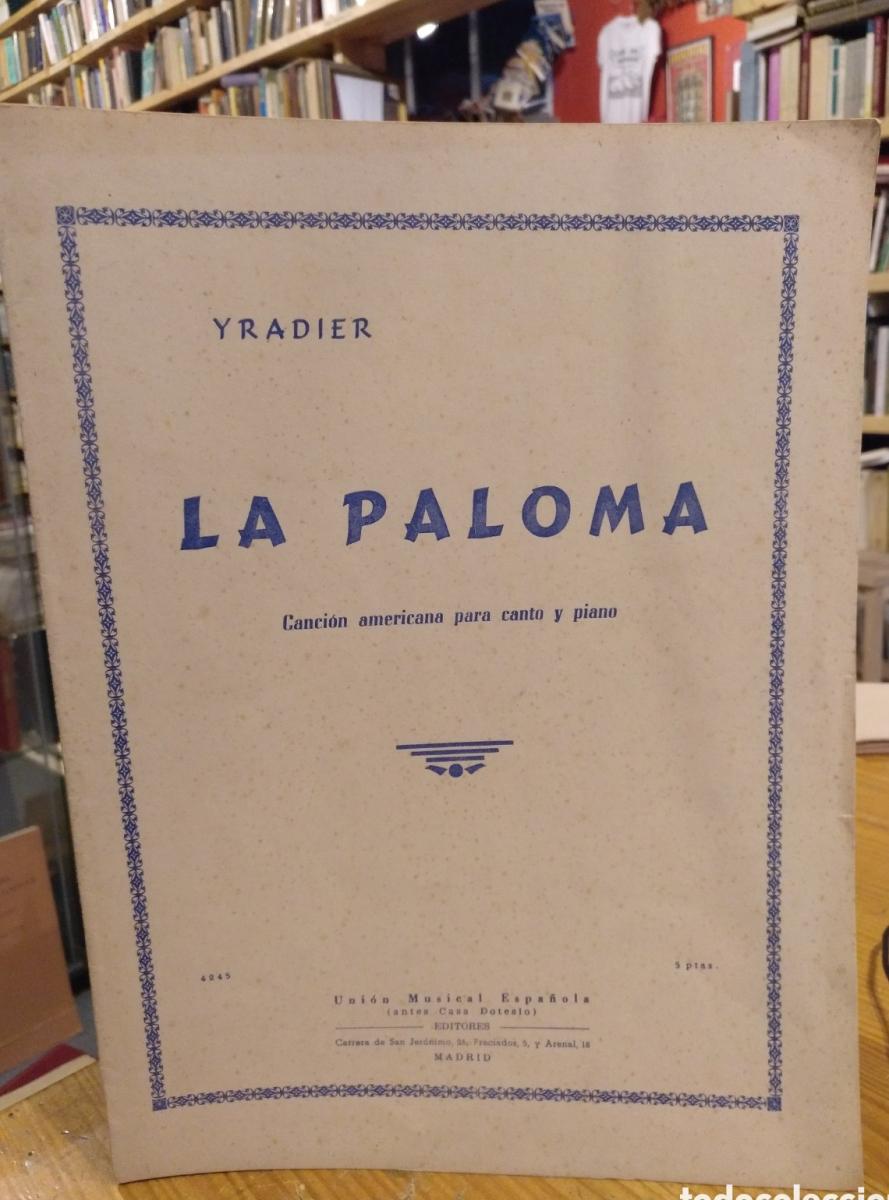 YRADIER
LA PALOMA
Canción americana para canto y piano
4245
5 ptas.
Unión Musical Española
(antes Casa Dotesio)
EDITORES
Carrera de San Jerónimo, 26, Preciados, 5, y Arenal, 18
MADRID
todocoleccio